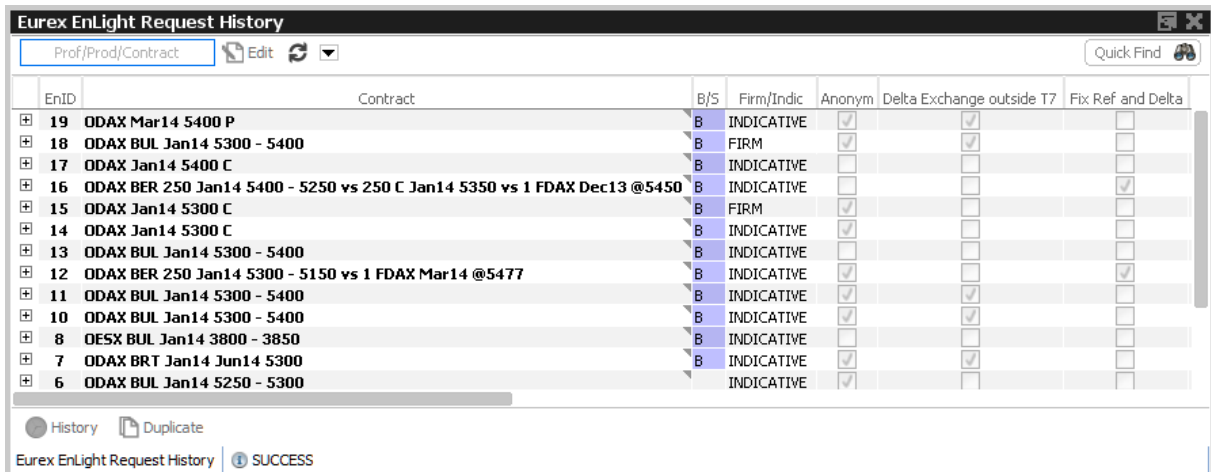 Eurex EnLight Request History
Prof/Prod/Contract Edit Quick Find
EnID Contract B/S Firm/Indic Anonym Delta Exchange outside T7 Fix Ref and Delta
19 ODAX Mar14 5400 P B INDICATIVE
18 ODAX BUL Jan14 5300 - 5400 B FIRM
17 ODAX Jan14 5400 C B INDICATIVE
16 ODAX BER 250 Jan14 5400 - 5250 vs 250 C Jan14 5350 vs 1 FDAX Dec13 @5450 B INDICATIVE
15 ODAX Jan14 5300 C B FIRM
14 ODAX Jan14 5300 C B INDICATIVE
13 ODAX BUL Jan14 5300 - 5400 B INDICATIVE
12 ODAX BER 250 Jan14 5300 - 5150 vs 1 FDAX Mar14 @5477 B INDICATIVE
11 ODAX BUL Jan14 5300 - 5400 B INDICATIVE
10 ODAX BUL Jan14 5300 - 5400 B INDICATIVE
8 OESX BUL Jan14 3800 - 3850 B INDICATIVE
7 ODAX BRT Jan14 Jun14 5300 B INDICATIVE
6 ODAX BUL Jan14 5250 - 5300 INDICATIVE
History Duplicate
Eurex EnLight Request History SUCCESS